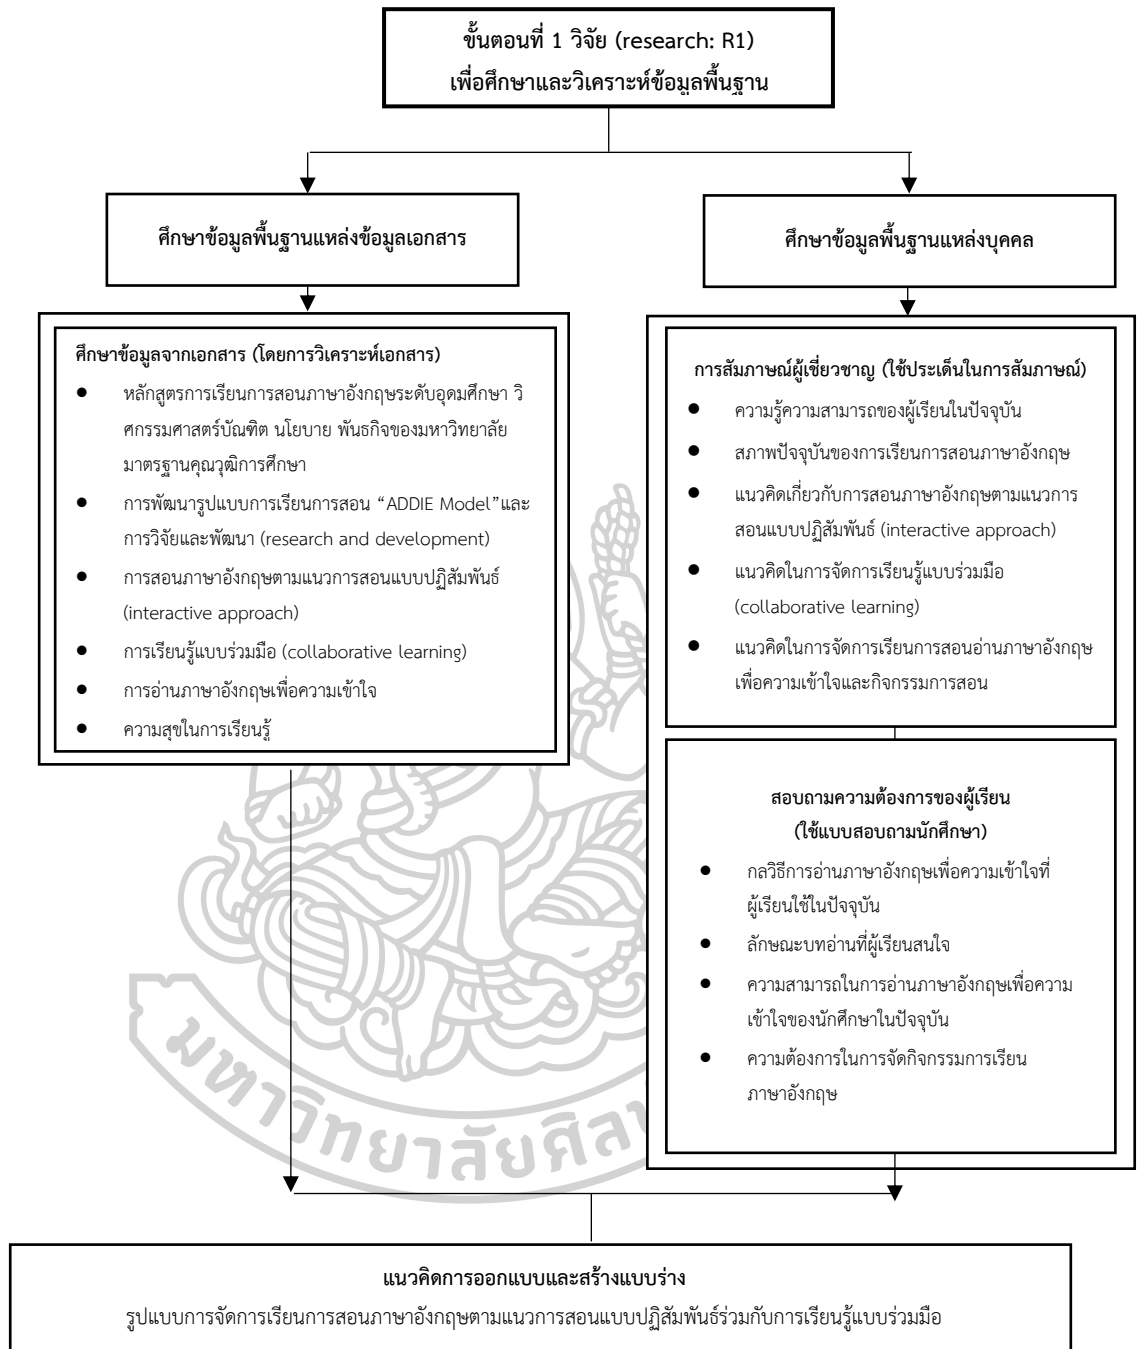 ขั้นตอนที่ 1 วิจัย (research: R1)
เพื่อศึกษาและวิเคราะห์ข้อมูลพื้นฐาน
ศึกษาข้อมูลพื้นฐานแหล่งข้อมูลเอกสาร
ศึกษาข้อมูลพื้นฐานแหล่งบุคคล
ศึกษาข้อมูลจากเอกสาร (โดยการวิเคราะห์เอกสาร)
● หลักสูตรการเรียนการสอนภาษาอังกฤษระดับอุดมศึกษา วิ
ศกรรมศาสตร์บัณฑิต นโยบาย พันธกิจของมหาวิทยาลัย
มาตรฐานคุณวุฒิการศึกษา
● การพัฒนารูปแบบการเรียนการสอน “ADDIE Model”และ
การวิจัยและพัฒนา (research and development)
● การสอนภาษาอังกฤษตามแนวการสอนแบบปฏิสัมพันธ์
(interactive approach)
● การเรียนรู้แบบร่วมมือ (collaborative learning)
● การอ่านภาษาอังกฤษเพื่อความเข้าใจ
● ความสุขในการเรียนรู้
การสัมภาษณ์ผู้เชี่ยวชาญ (ใช้ประเด็นในการสัมภาษณ์)
● ความรู้ความสามารถของผู้เรียนในปัจจุบัน
● สภาพปัจจุบันของการเรียนการสอนภาษาอังกฤษ
● แนวคิดเกี่ยวกับการสอนภาษาอังกฤษตามแนวการ
สอนแบบปฏิสัมพันธ์ (interactive approach)
● แนวคิดในการจัดการเรียนรู้แบบร่วมมือ
(collaborative learning)
● แนวคิดในการจัดการเรียนการสอนอ่านภาษาอังกฤษ
เพื่อความเข้าใจและกิจกรรมการสอน
สอบถามความต้องการของผู้เรียน
(ใช้แบบสอบถามนักศึกษา)
● กลวิธีการอ่านภาษาอังกฤษเพื่อความเข้าใจที่
ผู้เรียนใช้ในปัจจุบัน
● ลักษณะบทอ่านที่ผู้เรียนสนใจ
● ความสามารถในการอ่านภาษาอังกฤษเพื่อความ
เข้าใจของนักศึกษาในปัจจุบัน
● ความต้องการในการจัดกิจกรรมการเรียน
ภาษาอังกฤษ
มหาวิทยาลัยศิลป
แนวคิดการออกแบบและสร้างแบบร่าง
รูปแบบการจัดการเรียนการสอนภาษาอังกฤษตามแนวการสอนแบบปฏิสัมพันธ์ร่วมกับการเรียนรู้แบบร่วมมือ